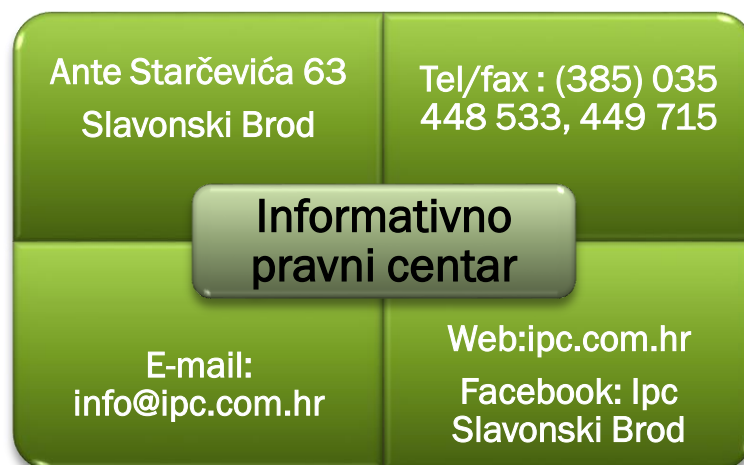 Ante Starčevića 63
Slavonski Brod
Tel/fax : (385) 035
448 533, 449 715
Informativno
pravni centar
E-mail:
info@ipc.com.hr
Web:ipc.com.hr
Facebook: Ipc
Slavonski Brod